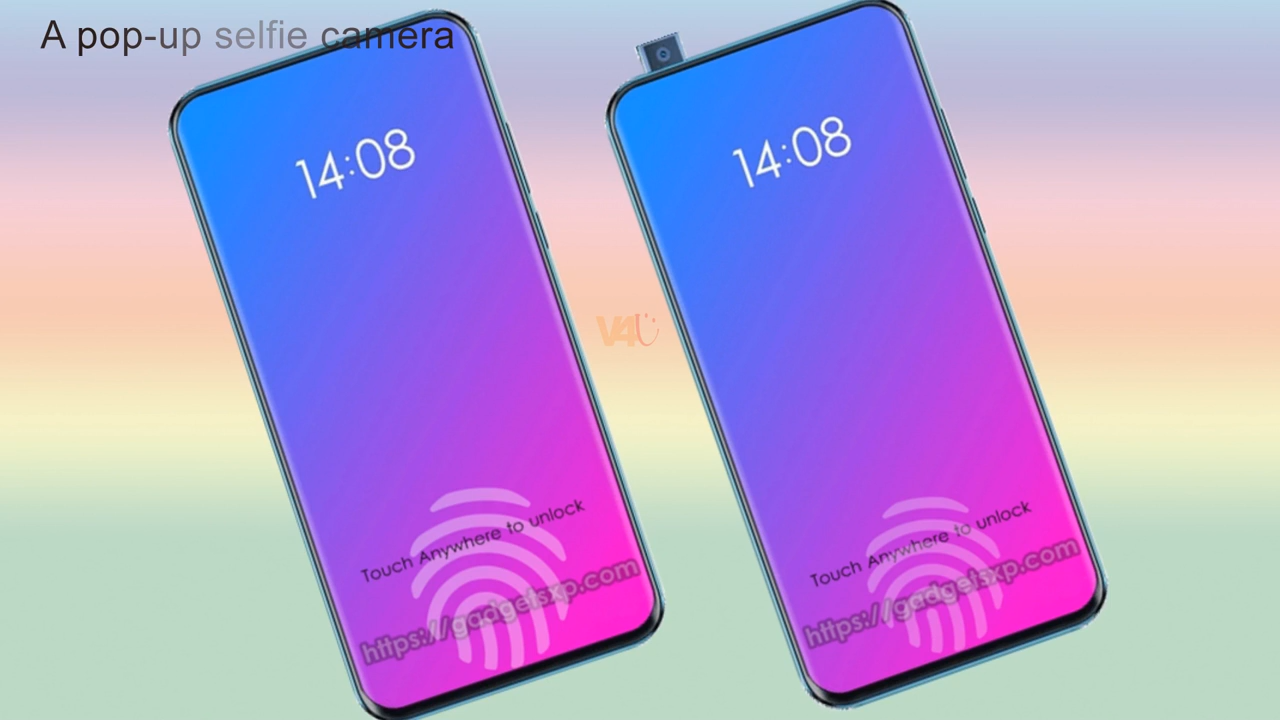 A pop-up selfie camera
14:08
14:08
V4U
Touch Anywhere to unlock
https://gadgetsxp.com
Touch Anywhere to unlock
https://gadgetsxp.com